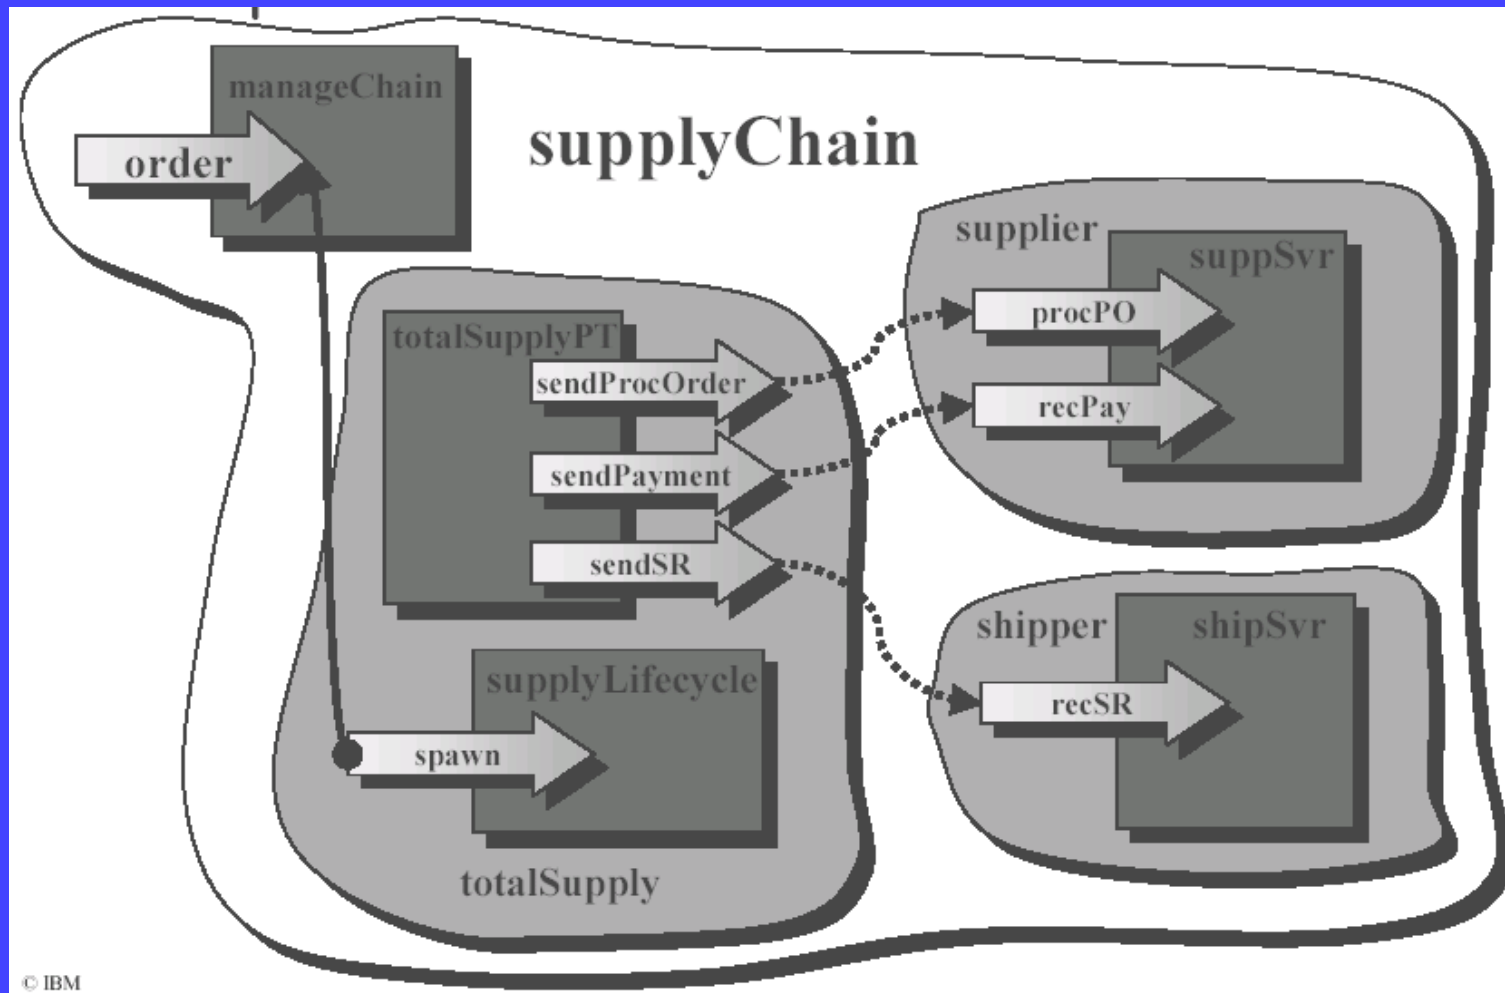 manageChain
order
supplyChain
supplier
suppSvr
procPO
recPay
totalSupplyPT
sendProcOrder
sendPayment
sendSR
shipper
shipSvr
recSR
supplyLifecycle
spawn
totalSupply
© IBM